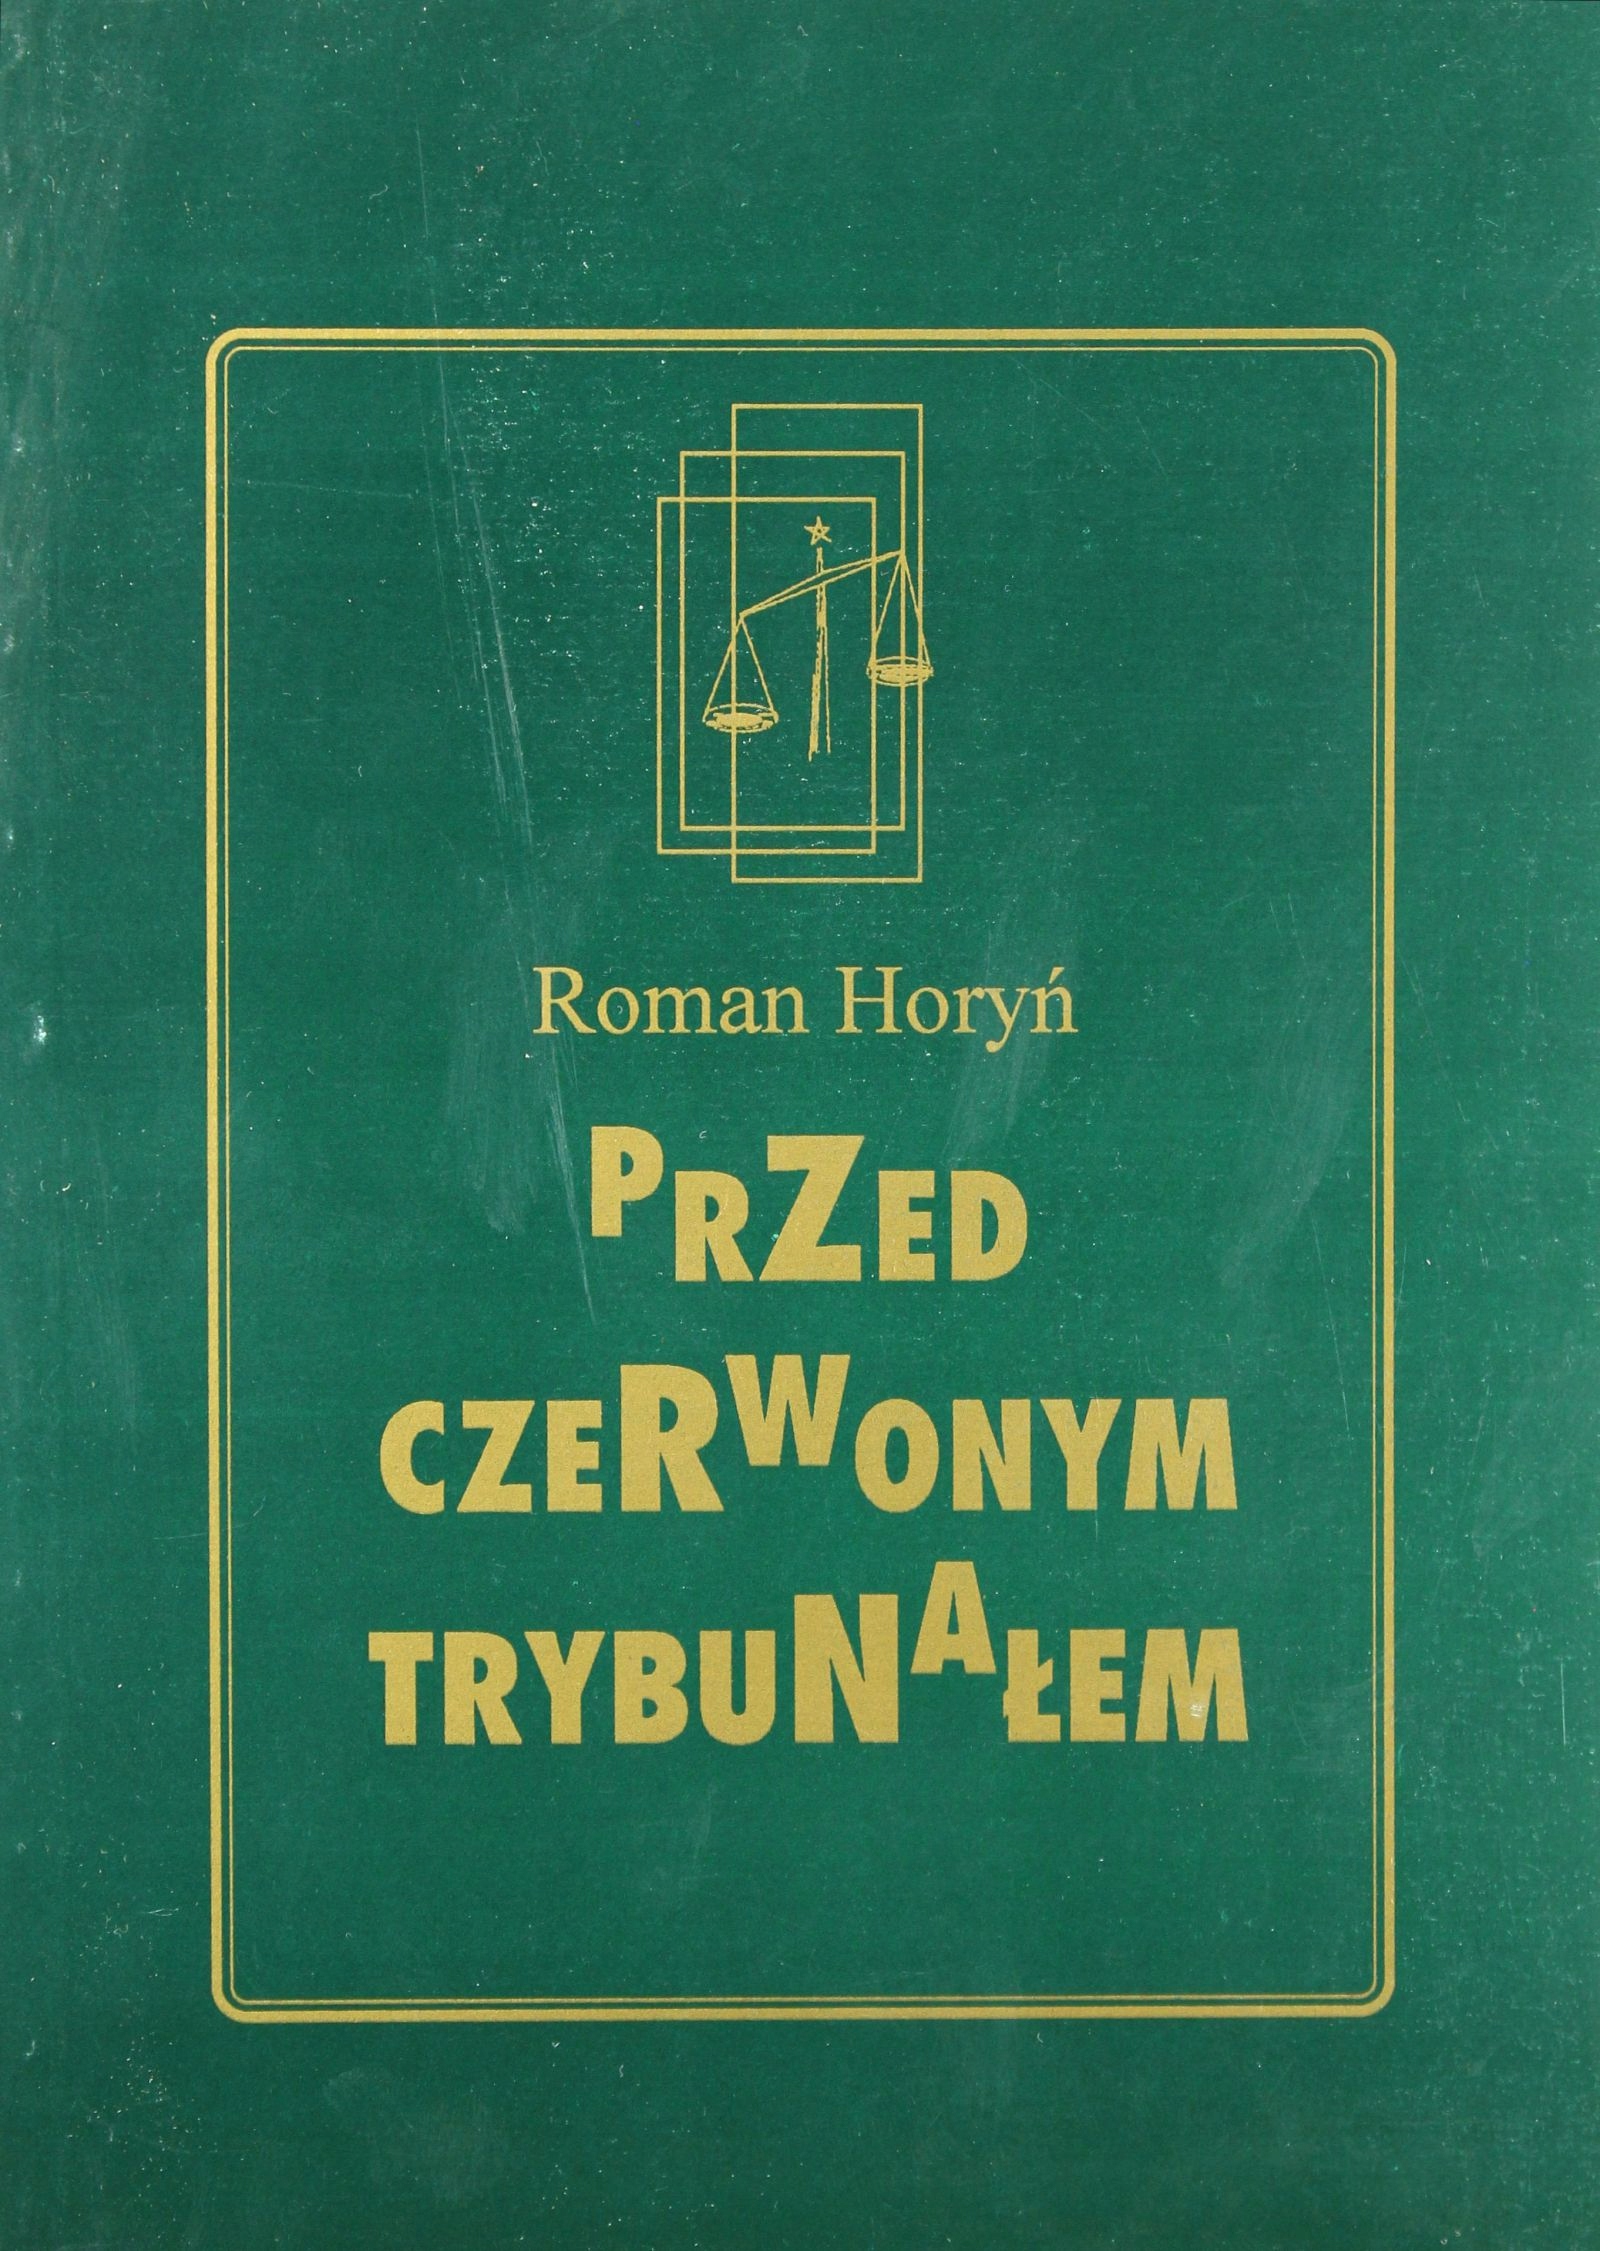 Roman Horyń
PRZED
CZERWONYM
TRYBUNAŁEM